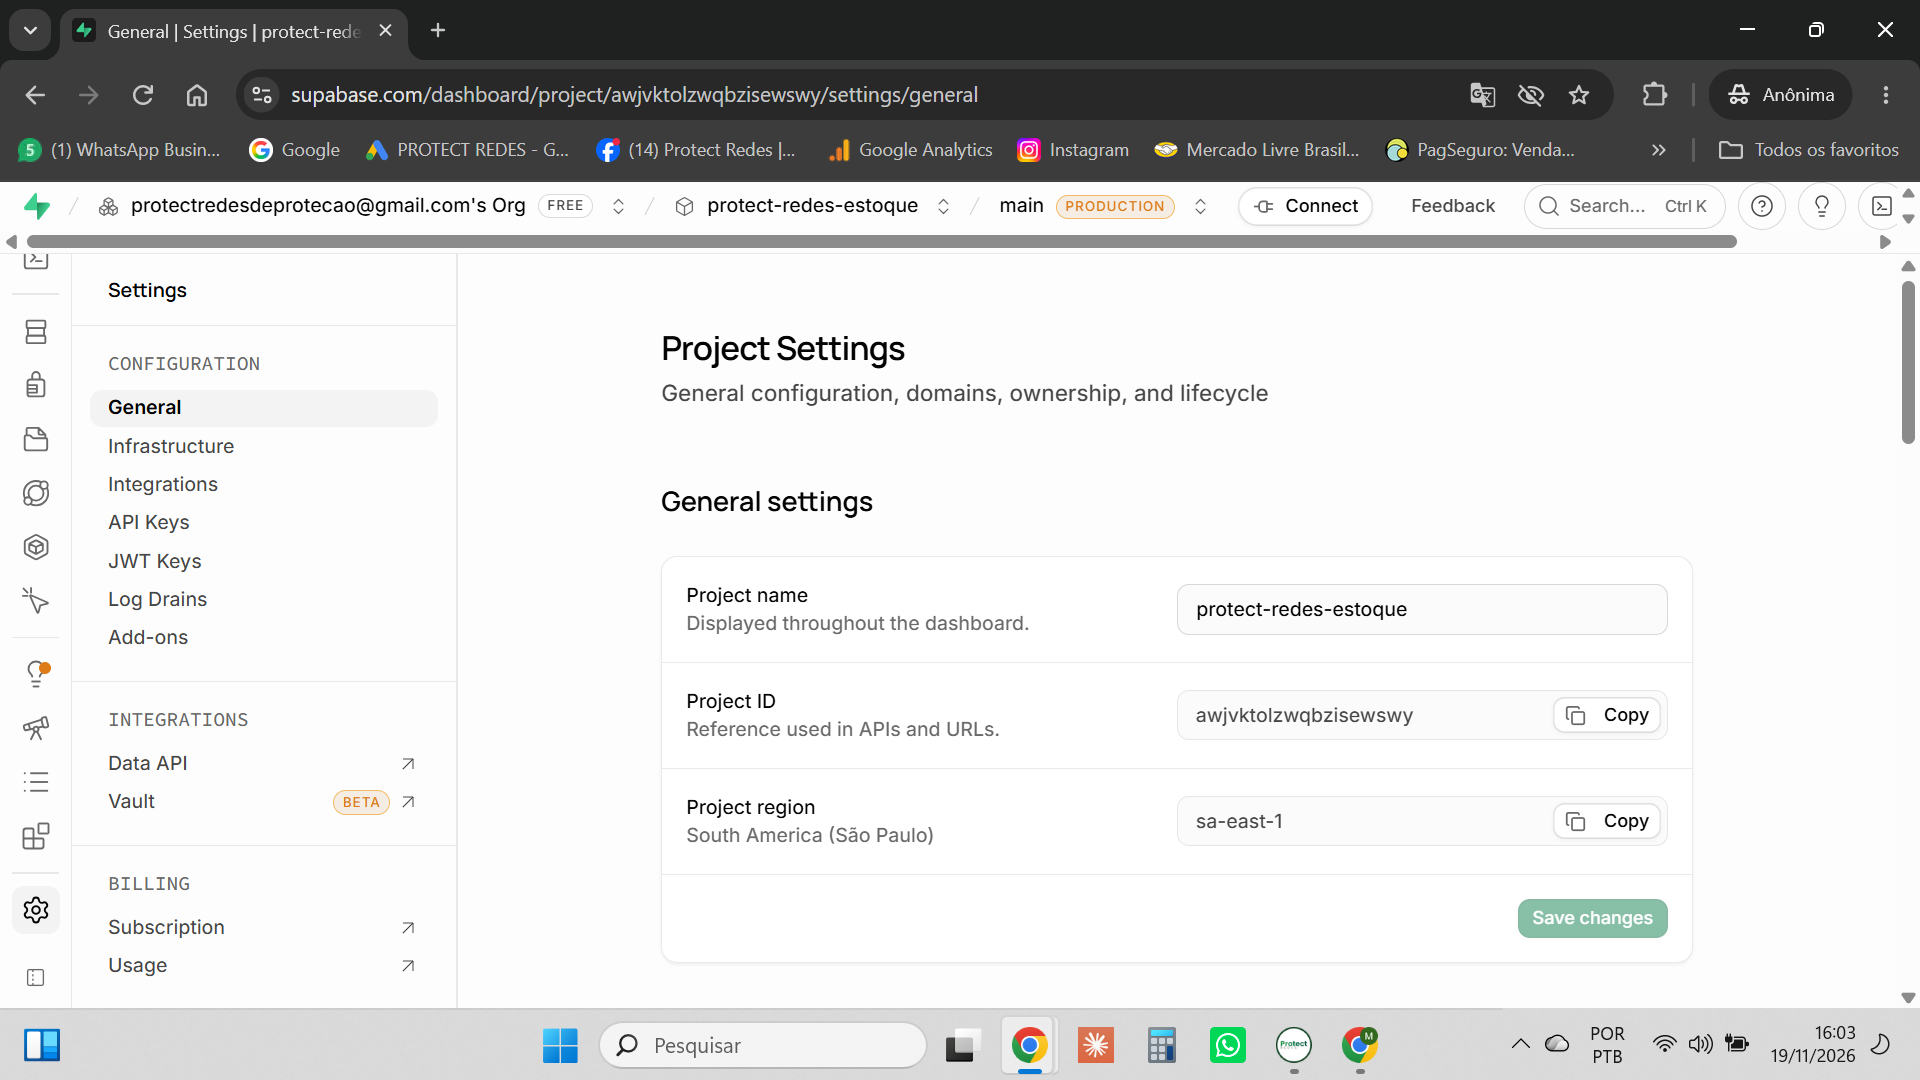 General | Settings | protect-rede
supabase.com/dashboard/project/awjvktolzwqbzisewswy/settings/general
Anônima
5 (1) WhatsApp Busin... Google PROTECT REDES - G... (14) Protect Redes |... Google Analytics Instagram Mercado Livre Brasil... PagSeguro: Venda... » Todos os favoritos
protectredesdeprotecao@gmail.com's Org FREE / protect-redes-estoque / main PRODUCTION Connect Feedback Search... Ctrl K
Settings
CONFIGURATION
General
Infrastructure
Integrations
API Keys
JWT Keys
Log Drains
Add-ons
INTEGRATIONS
Data API
Vault BETA
BILLING
Subscription
Usage
Project Settings
General configuration, domains, ownership, and lifecycle
General settings
Project name
Displayed throughout the dashboard.
protect-redes-estoque
Project ID
Reference used in APIs and URLs.
awjvktolzwqbzisewswy Copy
Project region
South America (São Paulo)
sa-east-1 Copy
Save changes
Pesquisar
Protect
M
POR
PTB
16:03
19/11/2026